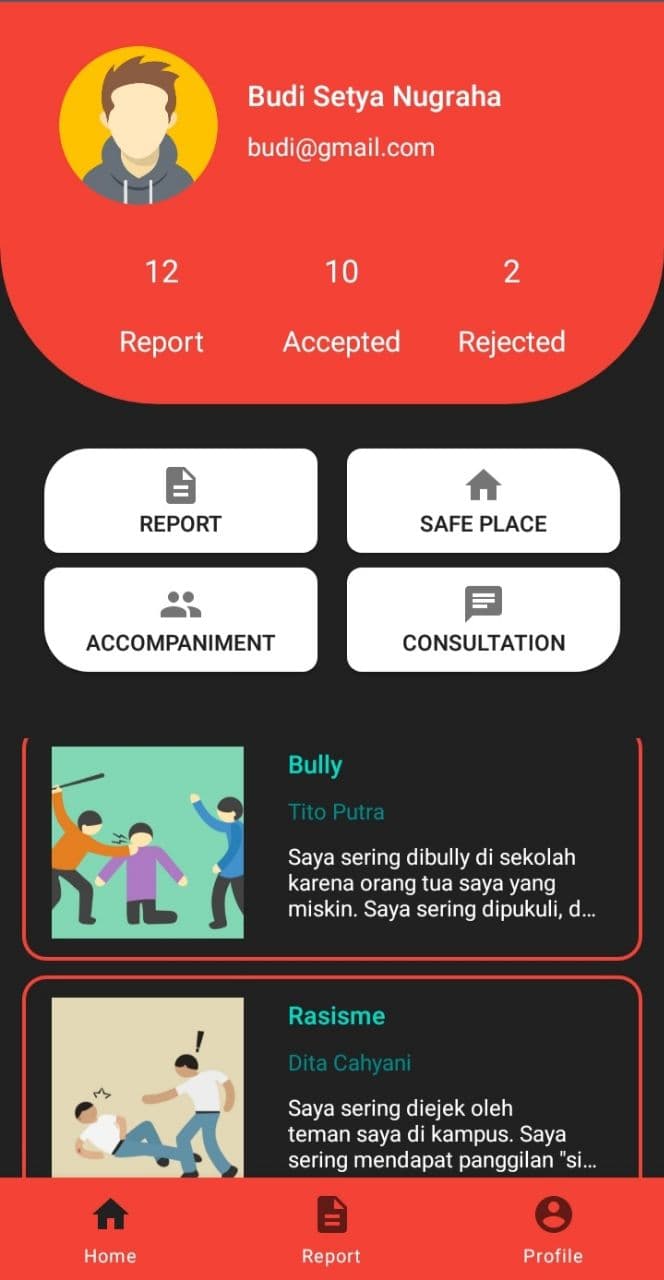 Budi Setya Nugraha
budi@gmail.com
12
10
2
Report
Accepted
Rejected
REPORT
SAFE PLACE
ACCOMPANIMENT
CONSULTATION
Bully
Tito Putra
Saya sering dibully di sekolah
karena orang tua saya yang
miskin. Saya sering dipukuli, d...
Rasisme
Dita Cahyani
Saya sering diejek oleh
teman saya di kampus. Saya
sering mendapat panggilan "si...
Home
Report
Profile